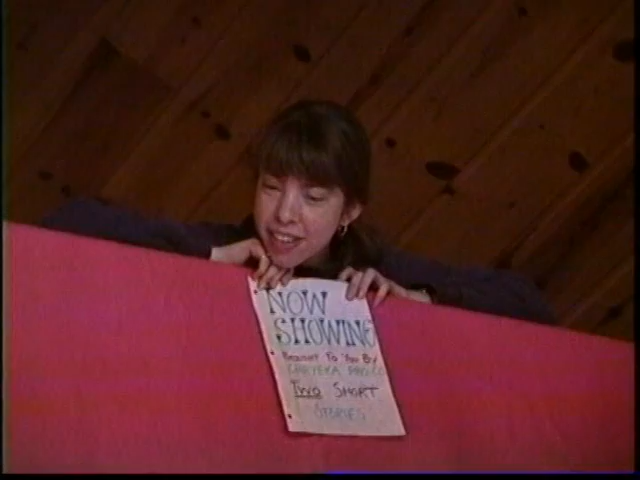 NOW
SHOWING
BROUGHT TO YOU BY
TWO SHORT
STORIES